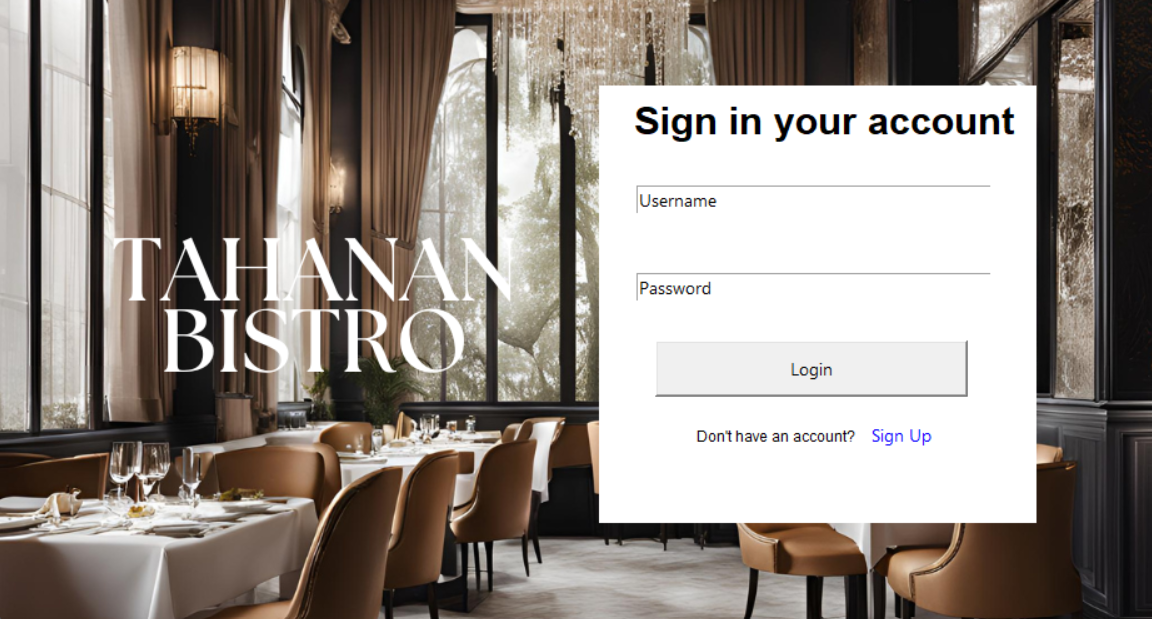 TAHANAN
BISTRO
Sign in your account
Username
Password
Login
Don't have an account? Sign Up